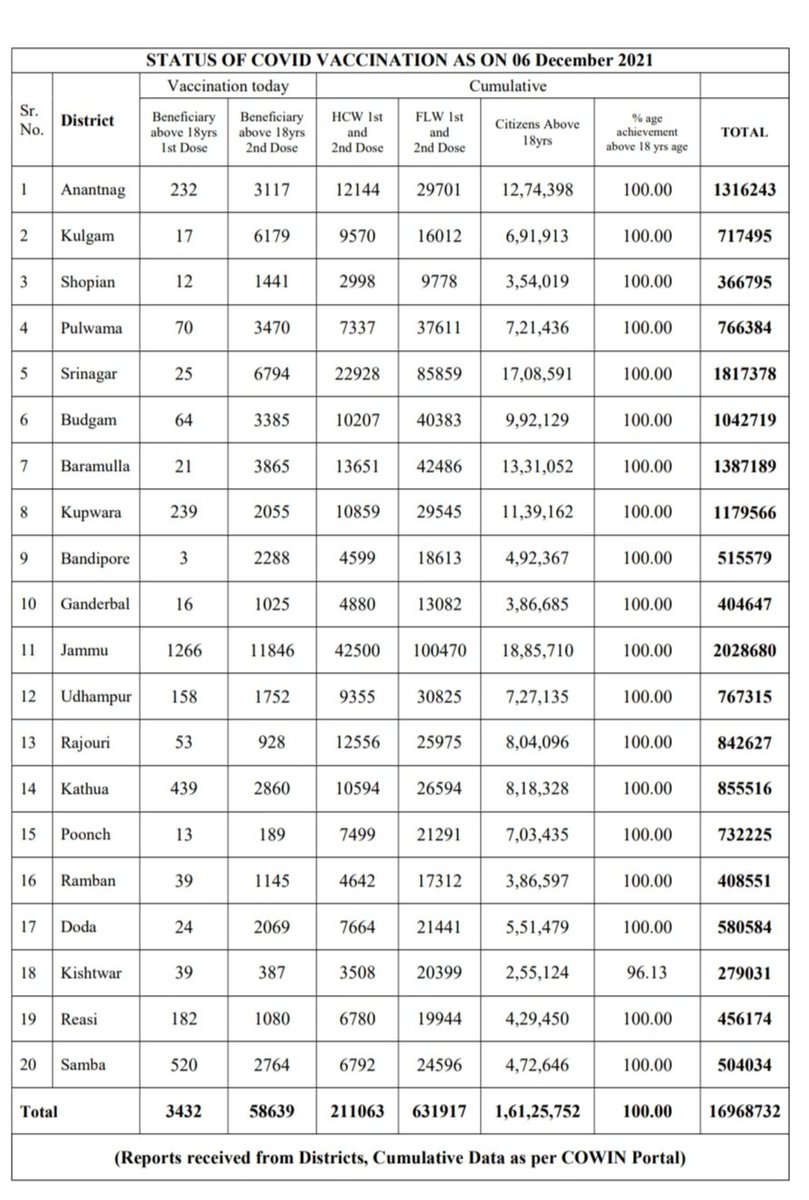 STATUS OF COVID VACCINATION AS ON 06 December 2021
Sr. No. District Vaccination today Cumulative
Beneficiary above 18yrs 1st Dose Beneficiary above 18yrs 2nd Dose HCW 1st and 2nd Dose FLW 1st and 2nd Dose Citizens Above 18yrs % age achievement above 18 yrs age TOTAL
1 Anantnag 232 3117 12144 29701 12,74,398 100.00 1316243
2 Kulgam 17 6179 9570 16012 6,91,913 100.00 717495
3 Shopian 12 1441 2998 9778 3,54,019 100.00 366795
4 Pulwama 70 3470 7337 37611 7,21,436 100.00 766384
5 Srinagar 25 6794 22928 85859 17,08,591 100.00 1817378
6 Budgam 64 3385 10207 40383 9,92,129 100.00 1042719
7 Baramulla 21 3865 13651 42486 13,31,052 100.00 1387189
8 Kupwara 239 2055 10859 29545 11,39,162 100.00 1179566
9 Bandipore 3 2288 4599 18613 4,92,367 100.00 515579
10 Ganderbal 16 1025 4880 13082 3,86,685 100.00 404647
11 Jammu 1266 11846 42500 100470 18,85,710 100.00 2028680
12 Udhampur 158 1752 9355 30825 7,27,135 100.00 767315
13 Rajouri 53 928 12556 25975 8,04,096 100.00 842627
14 Kathua 439 2860 10594 26594 8,18,328 100.00 855516
15 Poonch 13 189 7499 21291 7,03,435 100.00 732225
16 Ramban 39 1145 4642 17312 3,86,597 100.00 408551
17 Doda 24 2069 7664 21441 5,51,479 100.00 580584
18 Kishtwar 39 387 3508 20399 2,55,124 96.13 279031
19 Reasi 182 1080 6780 19944 4,29,450 100.00 456174
20 Samba 520 2764 6792 24596 4,72,646 100.00 504034
Total 3432 58639 211063 631917 1,61,25,752 100.00 16968732
(Reports received from Districts, Cumulative Data as per COWIN Portal)